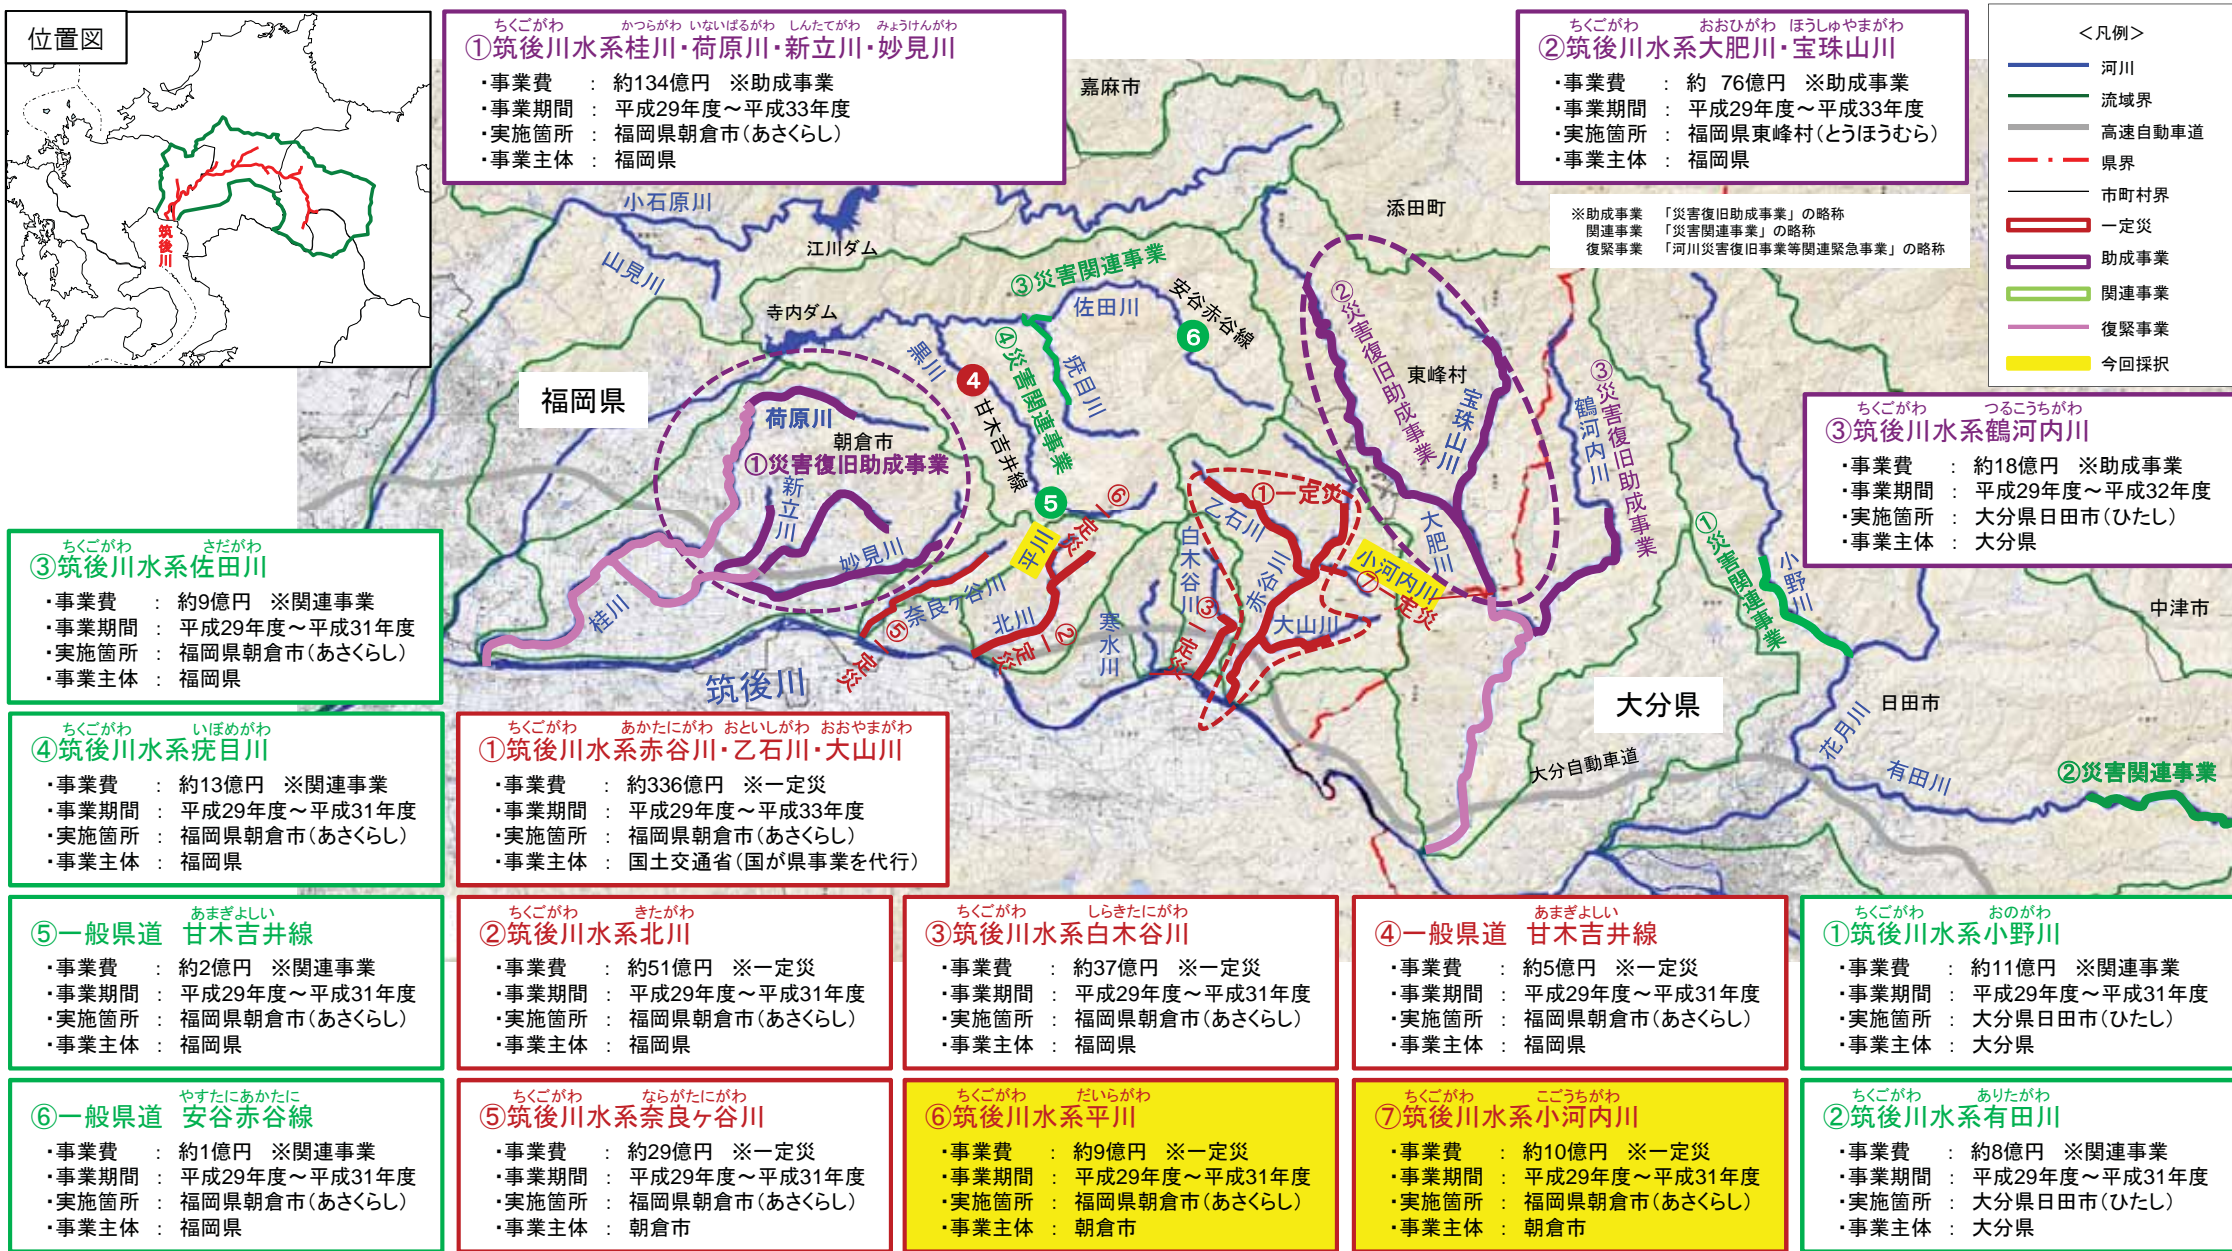 位置図
筑後川
ちくごがわ かつらがわ いないばるがわ しんたてがわ みょうけんがわ
①筑後川水系桂川・荷原川・新立川・妙見川
・事業費 : 約134億円 ※助成事業
・事業期間 : 平成29年度～平成33年度
・実施箇所 : 福岡県朝倉市(あさくらし)
・事業主体 : 福岡県
ちくごがわ おおひがわ ほうしゅやまがわ
②筑後川水系大肥川・宝珠山川
・事業費 : 約 76億円 ※助成事業
・事業期間 : 平成29年度～平成33年度
・実施箇所 : 福岡県東峰村(とうほうむら)
・事業主体 : 福岡県
※助成事業 「災害復旧助成事業」の略称
関連事業 「災害関連事業」の略称
復緊事業 「河川災害復旧事業等関連緊急事業」の略称
＜凡例＞
河川
流域界
高速自動車道
県界
市町村界
一定災
助成事業
関連事業
復緊事業
今回採択
嘉麻市
添田町
小石原川
江川ダム
山見川
寺内ダム
③災害関連事業
佐田川
安谷赤谷線
6
④災害関連事業
疣目川
黒川
4
甘木吉井線
福岡県
荷原川
朝倉市
①災害復旧助成事業
新立川
妙見川
桂川
5
平川
⑥一定災
奈良ヶ谷川
⑤一定災
北川
②一定災
寒水川
白木谷川
③一定災
①一定災
乙石川
赤谷川
大山川
小河内川
⑦一定災
②災害復旧助成事業
東峰村
宝珠山川
大肥川
鶴河内川
③災害復旧助成事業
①災害関連事業
小野川
中津市
日田市
花月川
有田川
②災害関連事業
大分県
大分自動車道
筑後川
ちくごがわ つるこうちがわ
③筑後川水系鶴河内川
・事業費 : 約18億円 ※助成事業
・事業期間 : 平成29年度～平成32年度
・実施箇所 : 大分県日田市(ひたし)
・事業主体 : 大分県
ちくごがわ さだがわ
③筑後川水系佐田川
・事業費 : 約9億円 ※関連事業
・事業期間 : 平成29年度～平成31年度
・実施箇所 : 福岡県朝倉市(あさくらし)
・事業主体 : 福岡県
ちくごがわ いぼめがわ
④筑後川水系疣目川
・事業費 : 約13億円 ※関連事業
・事業期間 : 平成29年度～平成31年度
・実施箇所 : 福岡県朝倉市(あさくらし)
・事業主体 : 福岡県
ちくごがわ あかたにがわ おといしがわ おおやまがわ
①筑後川水系赤谷川・乙石川・大山川
・事業費 : 約336億円 ※一定災
・事業期間 : 平成29年度～平成33年度
・実施箇所 : 福岡県朝倉市(あさくらし)
・事業主体 : 国土交通省(国が県事業を代行)
あまぎよしい
⑤一般県道 甘木吉井線
・事業費 : 約2億円 ※関連事業
・事業期間 : 平成29年度～平成31年度
・実施箇所 : 福岡県朝倉市(あさくらし)
・事業主体 : 福岡県
ちくごがわ きたがわ
②筑後川水系北川
・事業費 : 約51億円 ※一定災
・事業期間 : 平成29年度～平成31年度
・実施箇所 : 福岡県朝倉市(あさくらし)
・事業主体 : 福岡県
ちくごがわ しらきたにがわ
③筑後川水系白木谷川
・事業費 : 約37億円 ※一定災
・事業期間 : 平成29年度～平成31年度
・実施箇所 : 福岡県朝倉市(あさくらし)
・事業主体 : 福岡県
あまぎよしい
④一般県道 甘木吉井線
・事業費 : 約5億円 ※一定災
・事業期間 : 平成29年度～平成31年度
・実施箇所 : 福岡県朝倉市(あさくらし)
・事業主体 : 福岡県
ちくごがわ おのがわ
①筑後川水系小野川
・事業費 : 約11億円 ※関連事業
・事業期間 : 平成29年度～平成31年度
・実施箇所 : 大分県日田市(ひたし)
・事業主体 : 大分県
やすたにあかたに
⑥一般県道 安谷赤谷線
・事業費 : 約1億円 ※関連事業
・事業期間 : 平成29年度～平成31年度
・実施箇所 : 福岡県朝倉市(あさくらし)
・事業主体 : 福岡県
ちくごがわ ならがたにがわ
⑤筑後川水系奈良ヶ谷川
・事業費 : 約29億円 ※一定災
・事業期間 : 平成29年度～平成31年度
・実施箇所 : 福岡県朝倉市(あさくらし)
・事業主体 : 朝倉市
ちくごがわ だいらがわ
⑥筑後川水系平川
・事業費 : 約9億円 ※一定災
・事業期間 : 平成29年度～平成31年度
・実施箇所 : 福岡県朝倉市(あさくらし)
・事業主体 : 朝倉市
ちくごがわ こごうちがわ
⑦筑後川水系小河内川
・事業費 : 約10億円 ※一定災
・事業期間 : 平成29年度～平成31年度
・実施箇所 : 福岡県朝倉市(あさくらし)
・事業主体 : 朝倉市
ちくごがわ ありたがわ
②筑後川水系有田川
・事業費 : 約8億円 ※関連事業
・事業期間 : 平成29年度～平成31年度
・実施箇所 : 大分県日田市(ひたし)
・事業主体 : 大分県